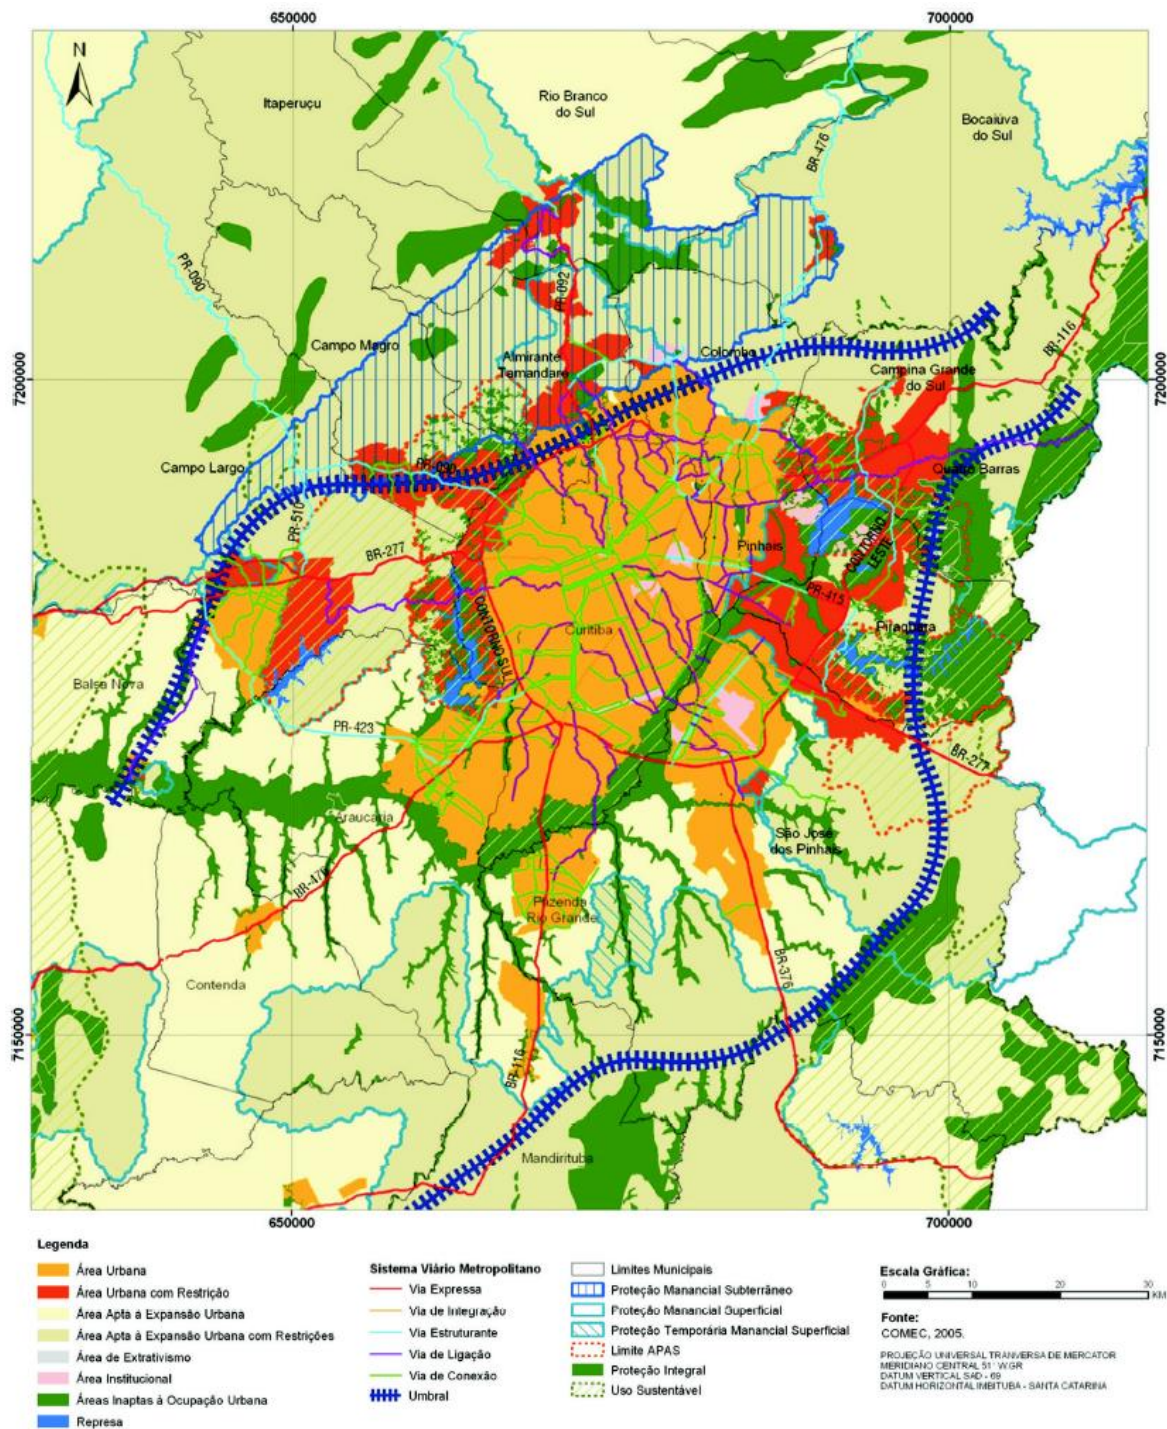 650000
700000
N
Itaperuçu
Rio Branco
do Sul
Bocaiúva
do Sul
BR-476
PR-090
PR-092
BR-116
Campo Magro
Almirante
Tamandaré
Colombo
Campina Grande
do Sul
7200000
7200000
Campo Largo
PR-090
Quatro Barras
PR-510
BR-277
Pinhais
CONTORNO
LESTE
PR-415
CONTORNO SUL
Curitiba
Piraquara
Balsa Nova
PR-423
BR-277
Araucária
São José
dos Pinhais
BR-476
Fazenda
Rio Grande
BR-376
Contenda
7150000
7150000
BR-116
Mandirituba
650000
700000
Legenda
Área Urbana
Área Urbana com Restrição
Área Apta à Expansão Urbana
Área Apta à Expansão Urbana com Restrições
Área de Extrativismo
Área Institucional
Áreas Inaptas à Ocupação Urbana
Represa
Sistema Viário Metropolitano
Via Expressa
Via de Integração
Via Estruturante
Via de Ligação
Via de Conexão
Umbral
Limites Municipais
Proteção Manancial Subterrâneo
Proteção Manancial Superficial
Proteção Temporária Manancial Superficial
Limite APAS
Proteção Integral
Uso Sustentável
Escala Gráfica:
0 5 10 20 30
KM
Fonte:
COMEC, 2005.
PROJEÇÃO UNIVERSAL TRANVERSA DE MERCATOR
MERIDIANO CENTRAL 51° WGR
DATUM VERTICAL SAD - 69
DATUM HORIZONTAL IMBITUBA - SANTA CATARINA